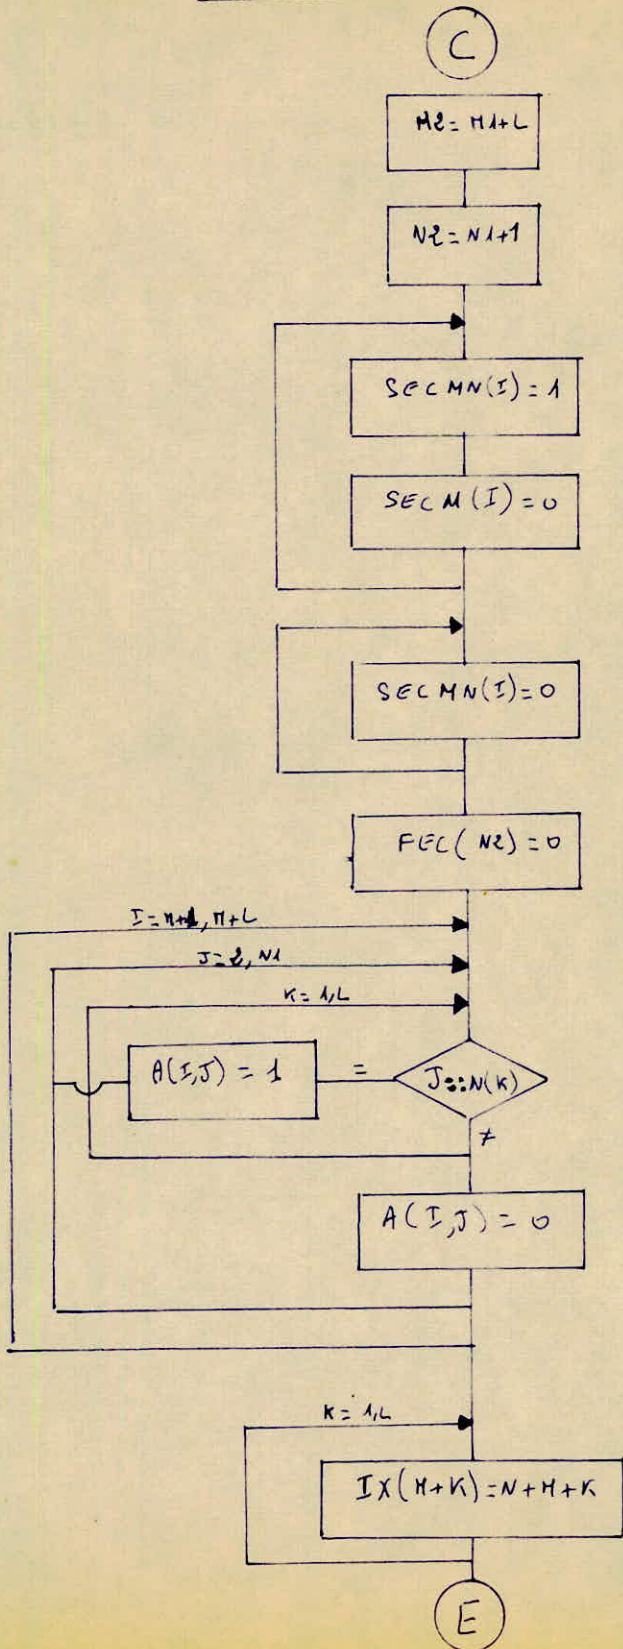 C
M2 = M1+L
N2 = N1+1
SECMN(I) = 1
SECM(I) = 0
SECMN(I) = 0
FEC(N2) = 0
I = M+1, M+L
J = 2, N1
K = 1, L
A(I,J) = 1
=
J::N(K)
≠
A(I,J) = 0
K = 1, L
IX(M+K) = N+M+K
E